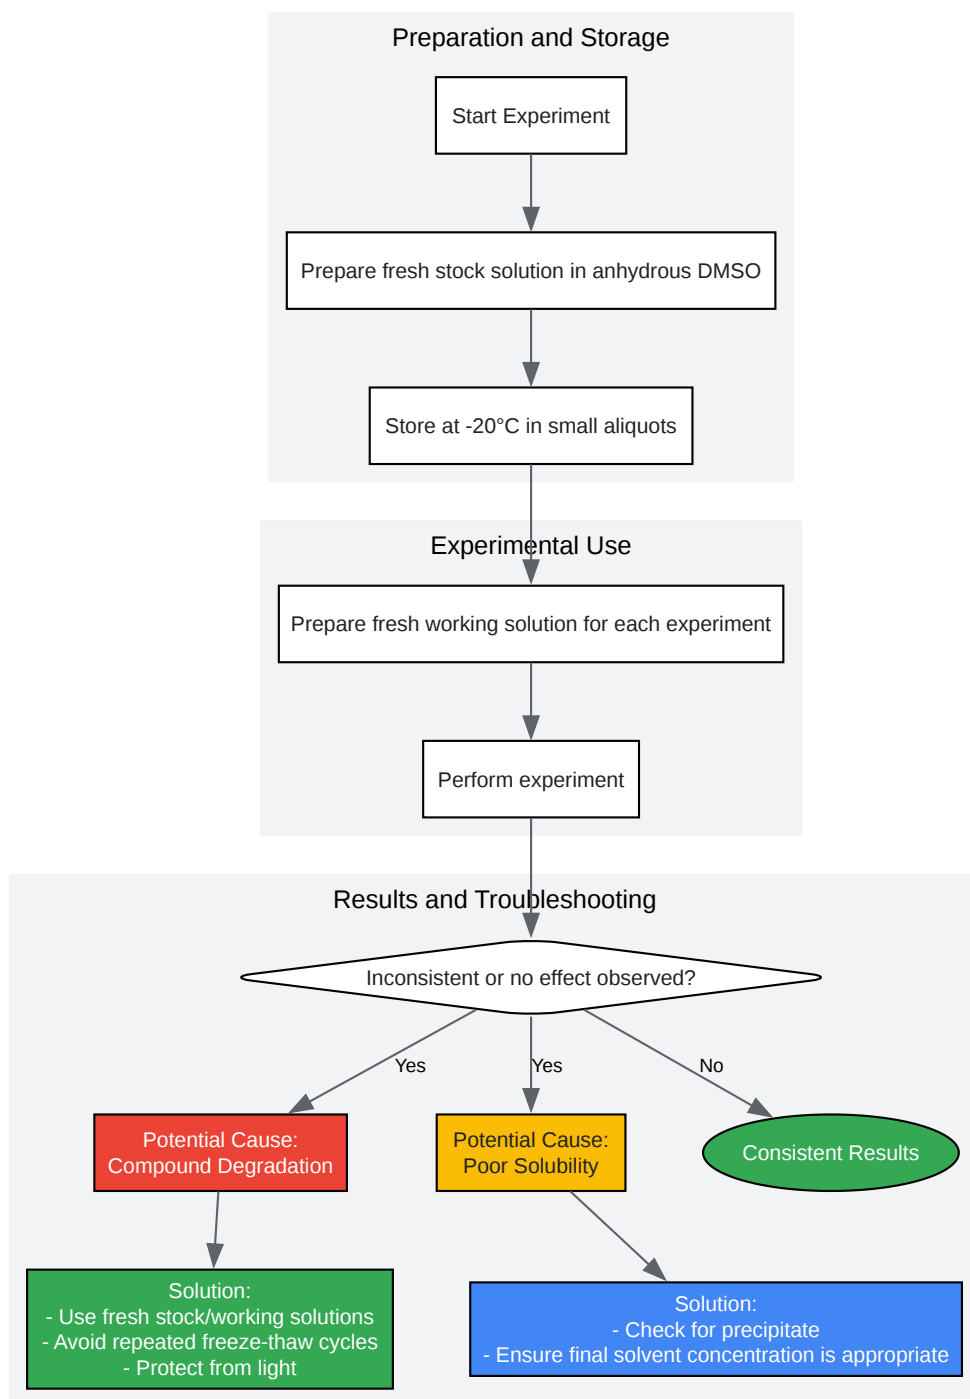 Preparation and Storage
Start Experiment
Prepare fresh stock solution in anhydrous DMSO
Store at -20°C in small aliquots
Experimental Use
Prepare fresh working solution for each experiment
Perform experiment
Results and Troubleshooting
Inconsistent or no effect observed?
Yes
Yes
No
Potential Cause:
Compound Degradation
Potential Cause:
Poor Solubility
Consistent Results
Solution:
- Use fresh stock/working solutions
- Avoid repeated freeze-thaw cycles
- Protect from light
Solution:
- Check for precipitate
- Ensure final solvent concentration is appropriate